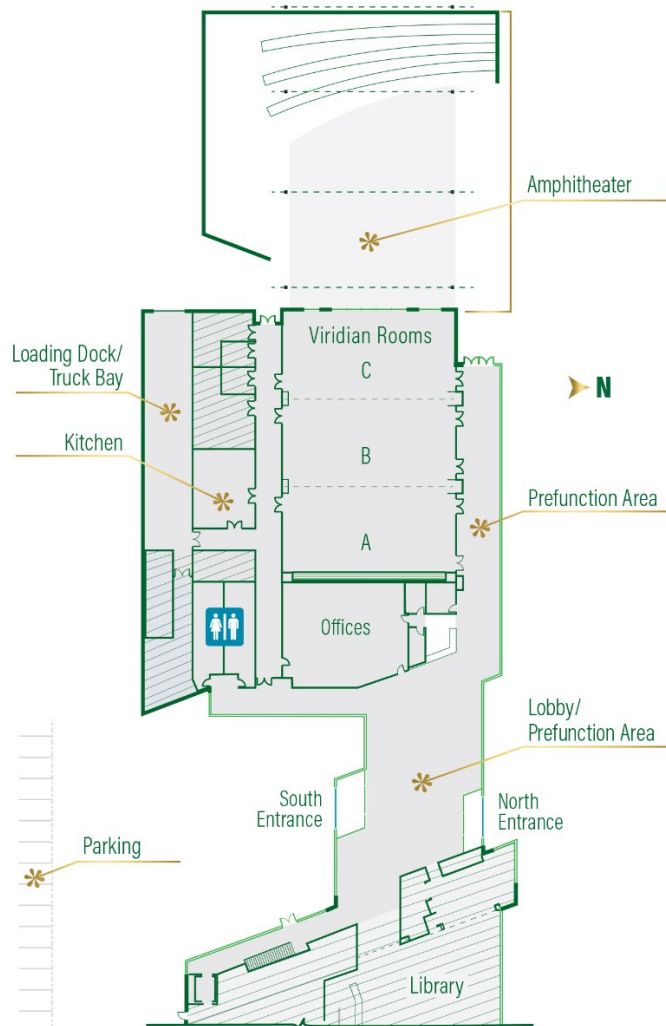 Amphitheater
Viridian Rooms
C
Loading Dock/
Truck Bay
N
Kitchen
B
Prefunction Area
A
Offices
Lobby/
Prefunction Area
South
Entrance
North
Entrance
Parking
Library